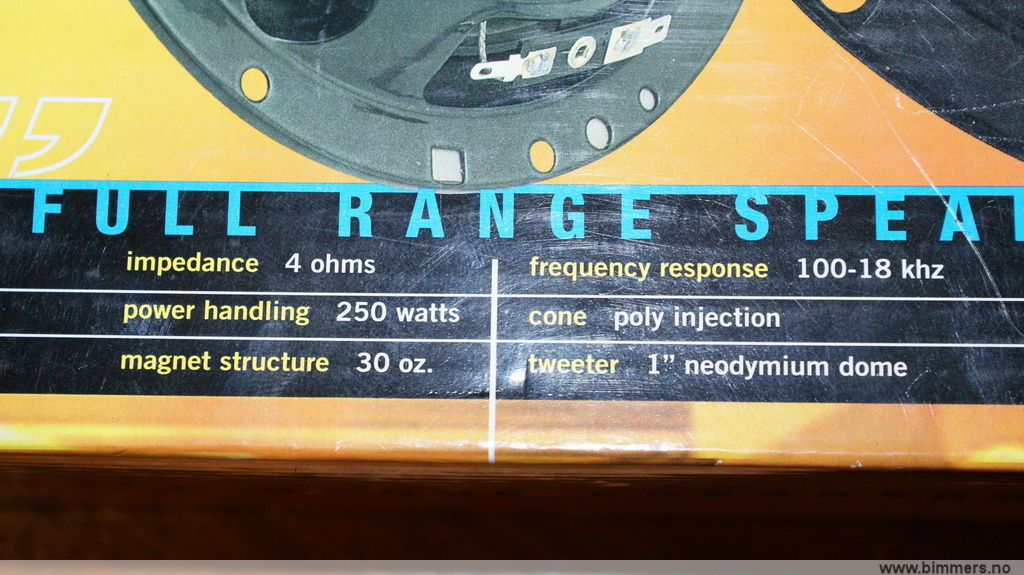 ”
FULL RANGE SPEA
impedance 4 ohms
frequency response 100-18 khz
power handling 250 watts
cone poly injection
magnet structure 30 oz.
tweeter 1” neodymium dome
www.bimmers.no